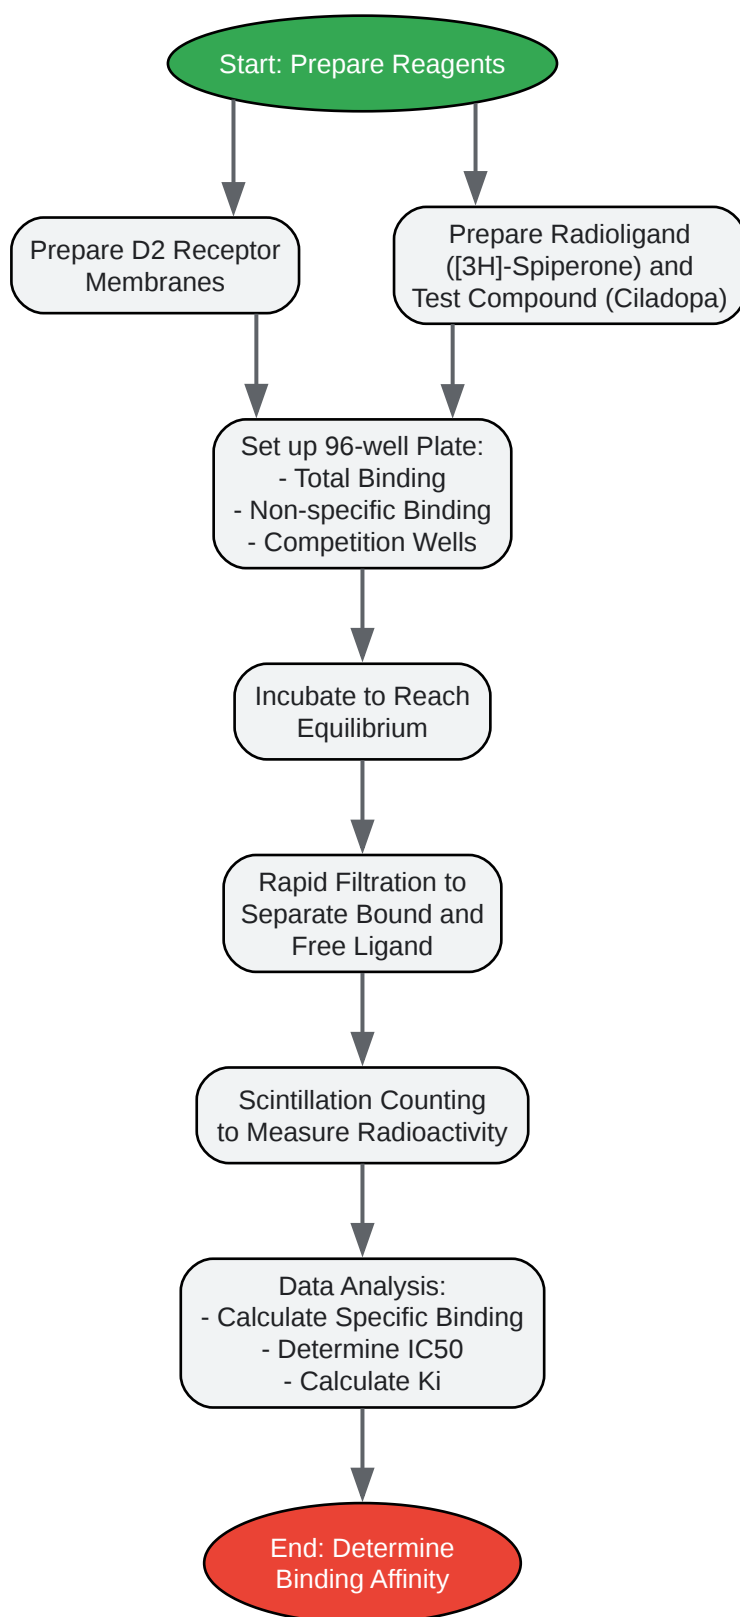 Start: Prepare Reagents
Prepare D2 Receptor
Membranes
Prepare Radioligand
([3H]-Spiperone) and
Test Compound (Ciladopa)
Set up 96-well Plate:
- Total Binding
- Non-specific Binding
- Competition Wells
Incubate to Reach
Equilibrium
Rapid Filtration to
Separate Bound and
Free Ligand
Scintillation Counting
to Measure Radioactivity
Data Analysis:
- Calculate Specific Binding
- Determine IC50
- Calculate Ki
End: Determine
Binding Affinity